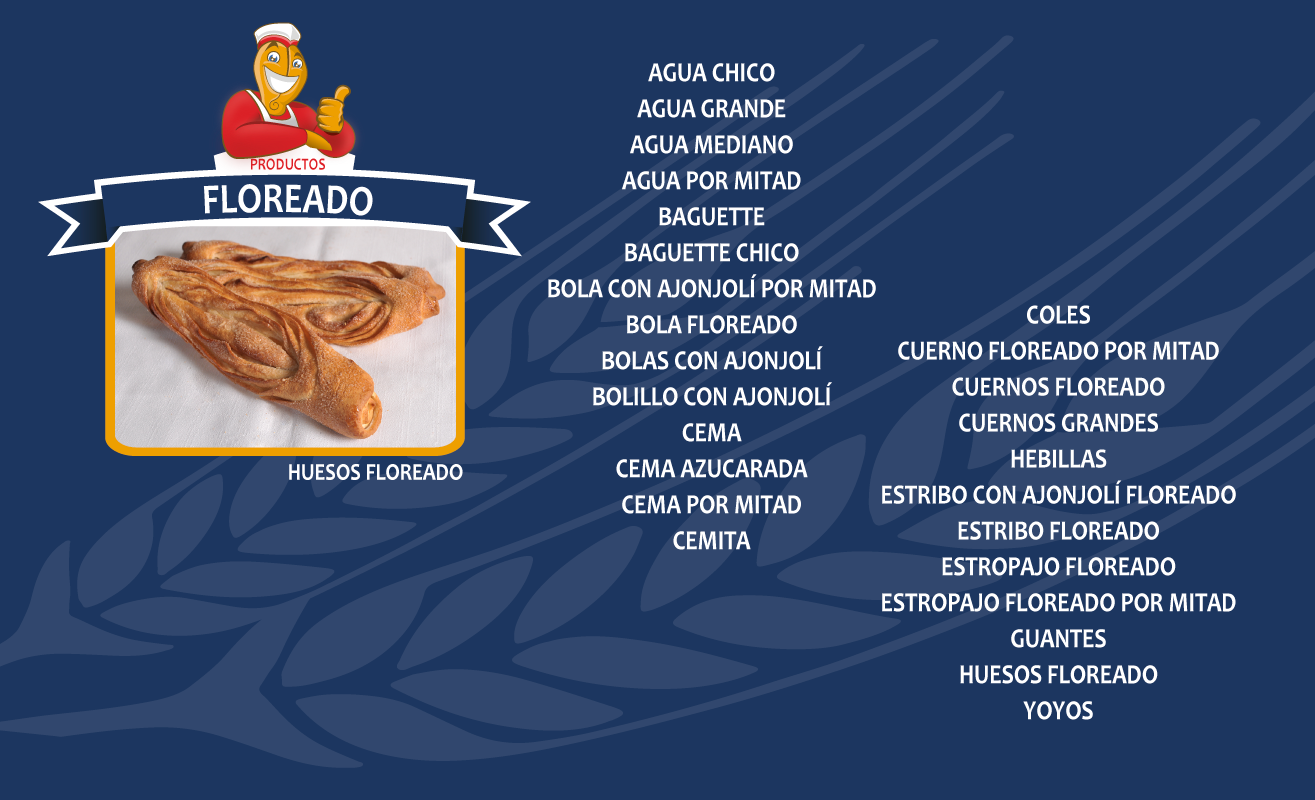 PRODUCTOS
FLOREADO
HUESOS FLOREADO
AGUA CHICO
AGUA GRANDE
AGUA MEDIANO
AGUA POR MITAD
BAGUETTE
BAGUETTE CHICO
BOLA CON AJONJOLÍ POR MITAD
BOLA FLOREADO
BOLAS CON AJONJOLÍ
BOLILLO CON AJONJOLÍ
CEMA
CEMA AZUCARADA
CEMA POR MITAD
CEMITA
COLES
CUERNO FLOREADO POR MITAD
CUERNOS FLOREADO
CUERNOS GRANDES
HEBILLAS
ESTRIBO CON AJONJOLÍ FLOREADO
ESTRIBO FLOREADO
ESTROPAJO FLOREADO
ESTROPAJO FLOREADO POR MITAD
GUANTES
HUESOS FLOREADO
YOYOS